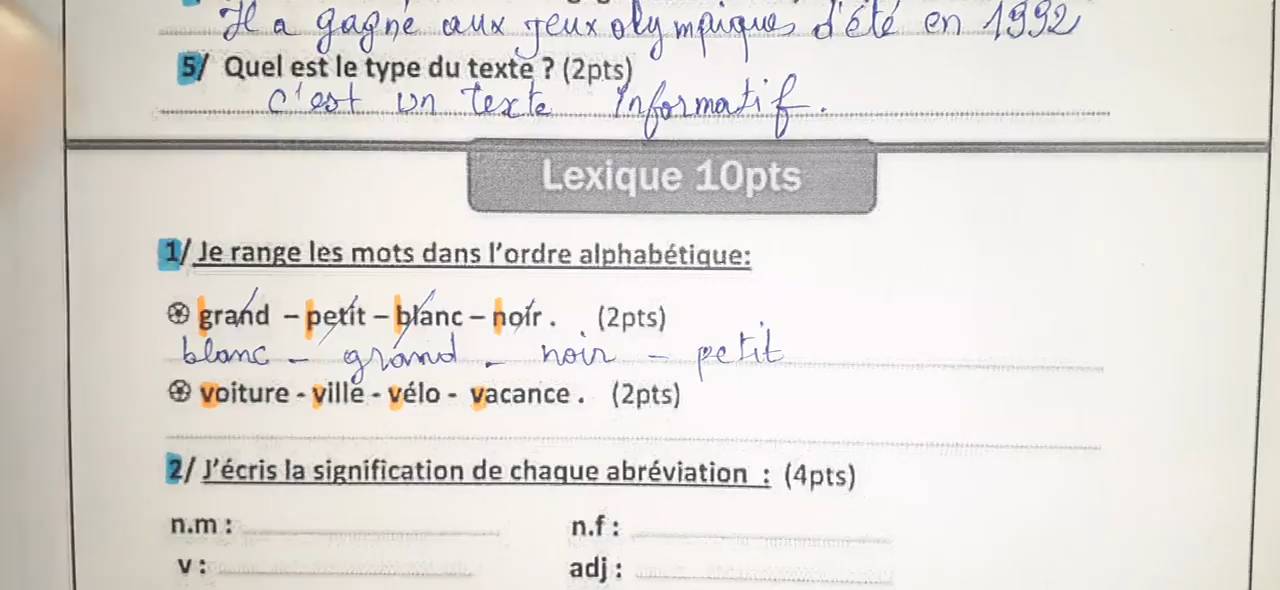 Il a gagné aux jeux olympiques d'été en 1992
5/ Quel est le type du texte ? (2pts)
c'est un texte informatif.
Lexique 10pts
1/ Je range les mots dans l'ordre alphabétique:
grand – petit – blanc – noir . (2pts)
blanc - grand - noir - petit
voiture - ville - vélo - vacance . (2pts)
2/ J'écris la signification de chaque abréviation : (4pts)
n.m : n.f :
v : adj :